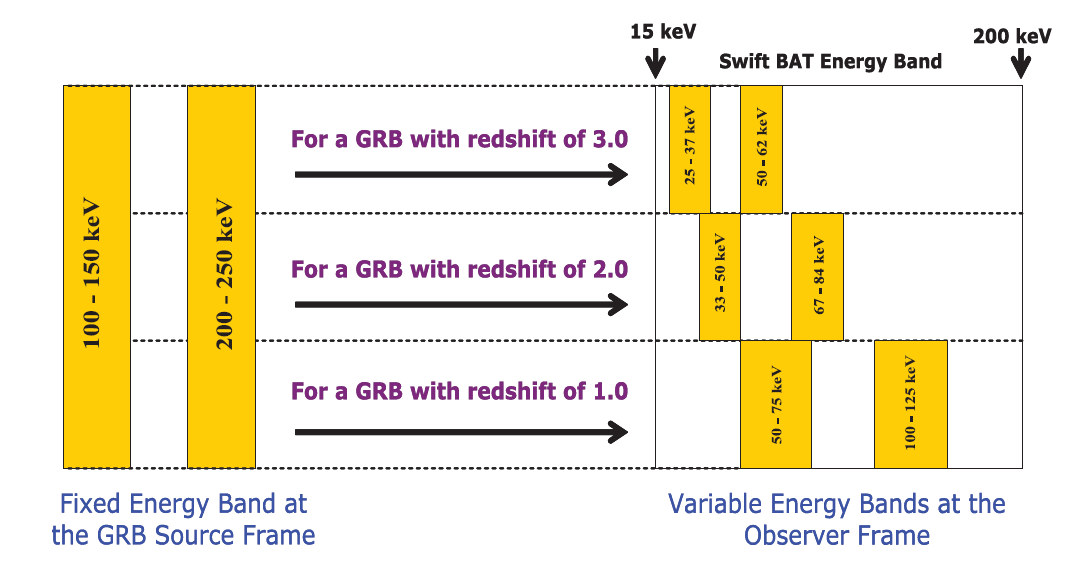 15 keV
200 keV
Swift BAT Energy Band
100 - 150 keV
200 - 250 keV
For a GRB with redshift of 3.0
25 – 37 keV
50 – 62 keV
For a GRB with redshift of 2.0
33 – 50 keV
67 – 84 keV
For a GRB with redshift of 1.0
50 – 75 keV
100 – 125 keV
Fixed Energy Band at
the GRB Source Frame
Variable Energy Bands at the
Observer Frame